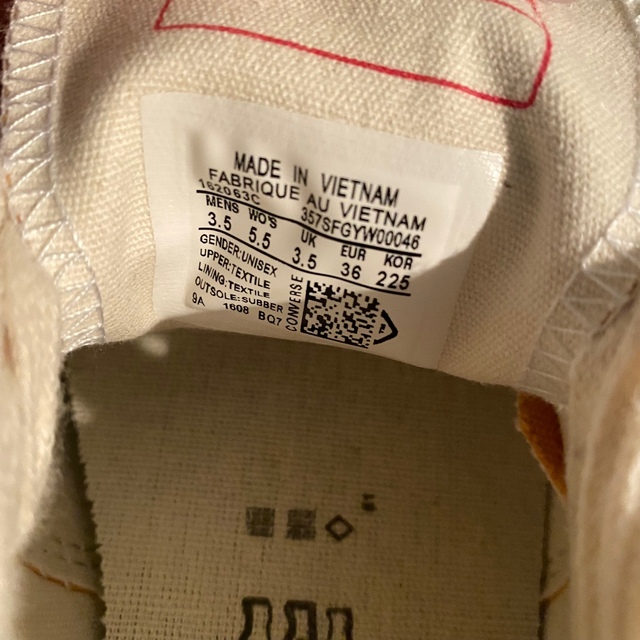 MADE IN VIETNAM
FABRIQUE AU VIETNAM
162063C 357SFGYW00046
MENS WO'S UK EUR KOR
3.5 5.5 3.5 36 225
GENDER:UNISEX
UPPER:TEXTILE
LINING:TEXTILE
OUTSOLE:SUBBER
9A 1608 BQ7
CONVERSE